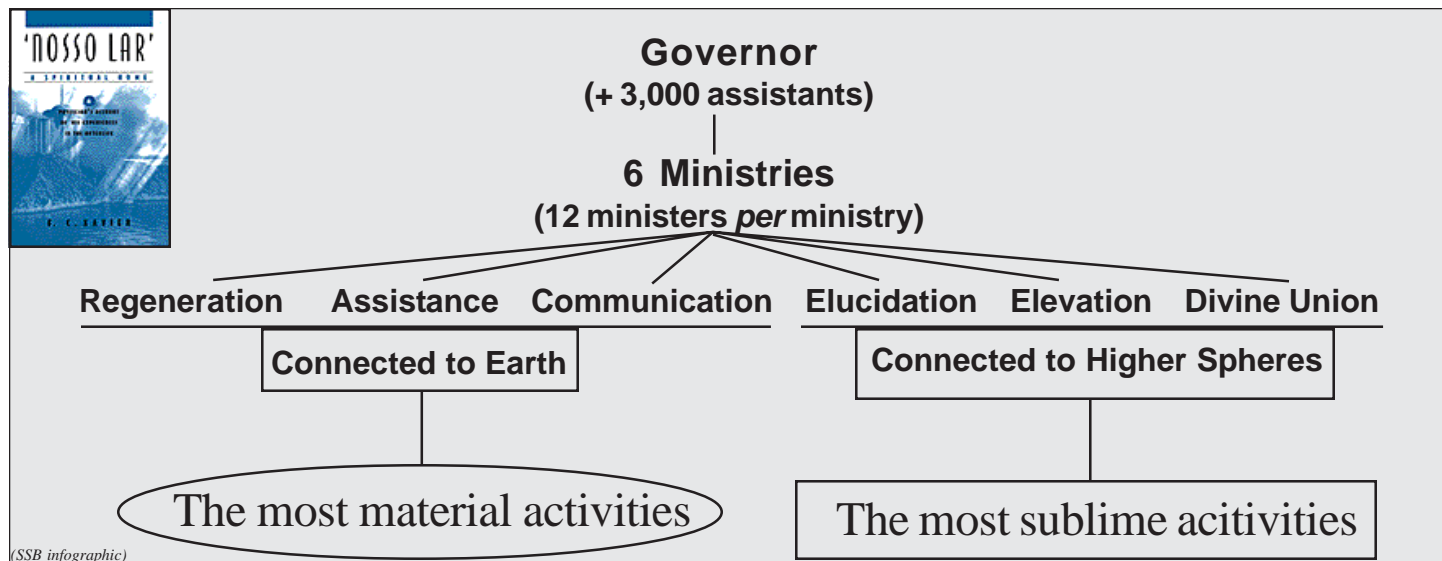 'NOSSO LAR'
A SPIRITUAL HOME
Governor
(+ 3,000 assistants)
6 Ministries
(12 ministers per ministry)
Regeneration Assistance Communication Elucidation Elevation Divine Union
Connected to Earth
Connected to Higher Spheres
The most material activities
The most sublime acitivities
(SSB infographic)